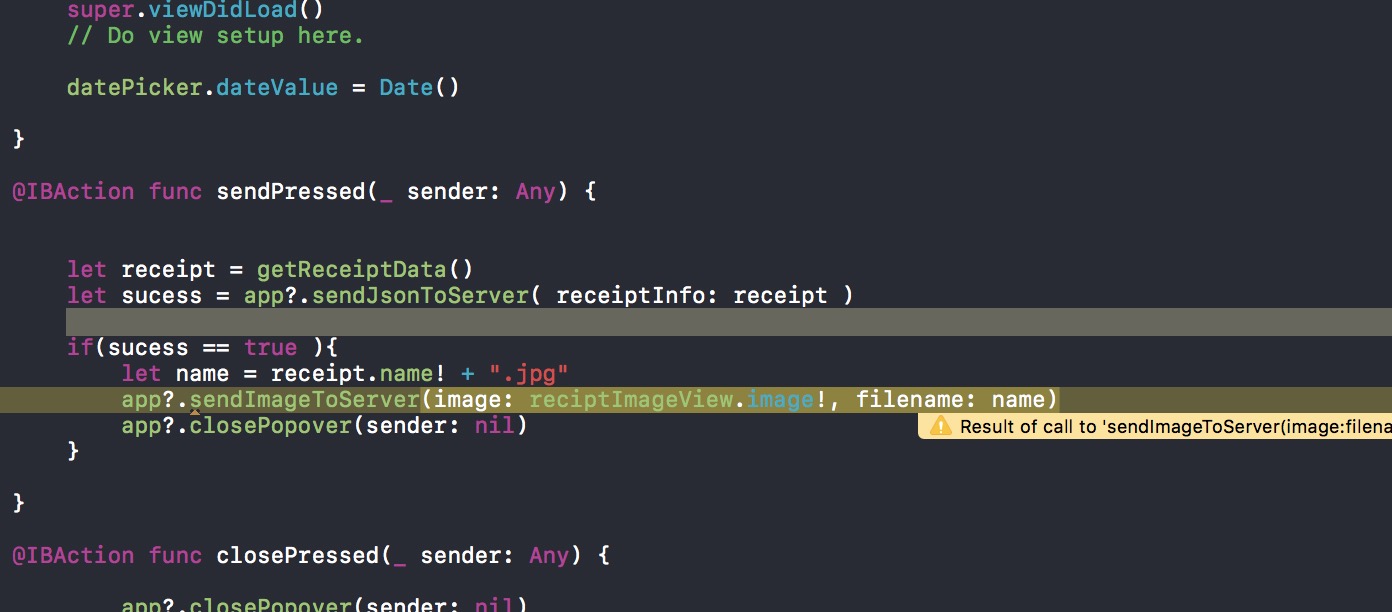 super.viewDidLoad()
// Do view setup here.
datePicker.dateValue = Date()
}
@IBAction func sendPressed(_ sender: Any) {
let receipt = getReceiptData()
let sucess = app?.sendJsonToServer( receiptInfo: receipt )
if(sucess == true ){
let name = receipt.name! + ".jpg"
app?.sendImageToServer(image: reciptImageView.image!, filename: name)
Result of call to 'sendImageToServer(image:filena
app?.closePopover(sender: nil)
}
}
@IBAction func closePressed(_ sender: Any) {
app?.closePopover(sender: nil)